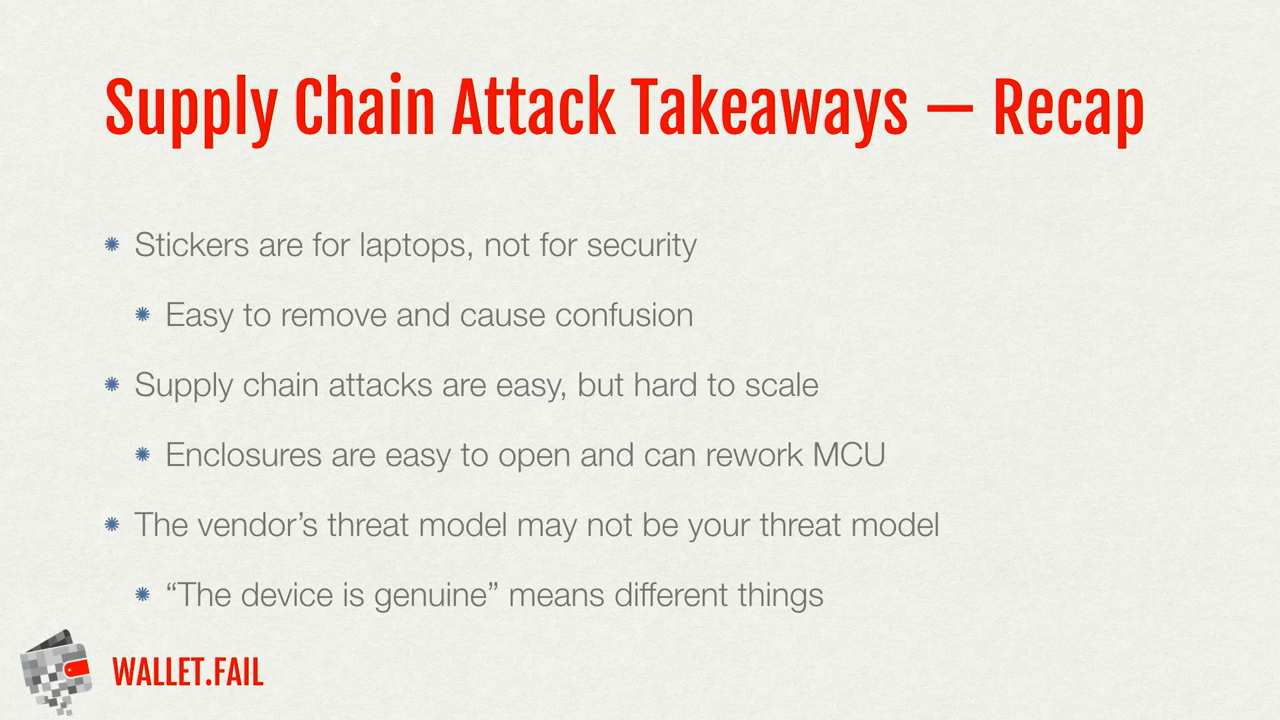 Supply Chain Attack Takeaways — Recap
Stickers are for laptops, not for security
Easy to remove and cause confusion
Supply chain attacks are easy, but hard to scale
Enclosures are easy to open and can rework MCU
The vendor’s threat model may not be your threat model
“The device is genuine” means different things
WALLET.FAIL